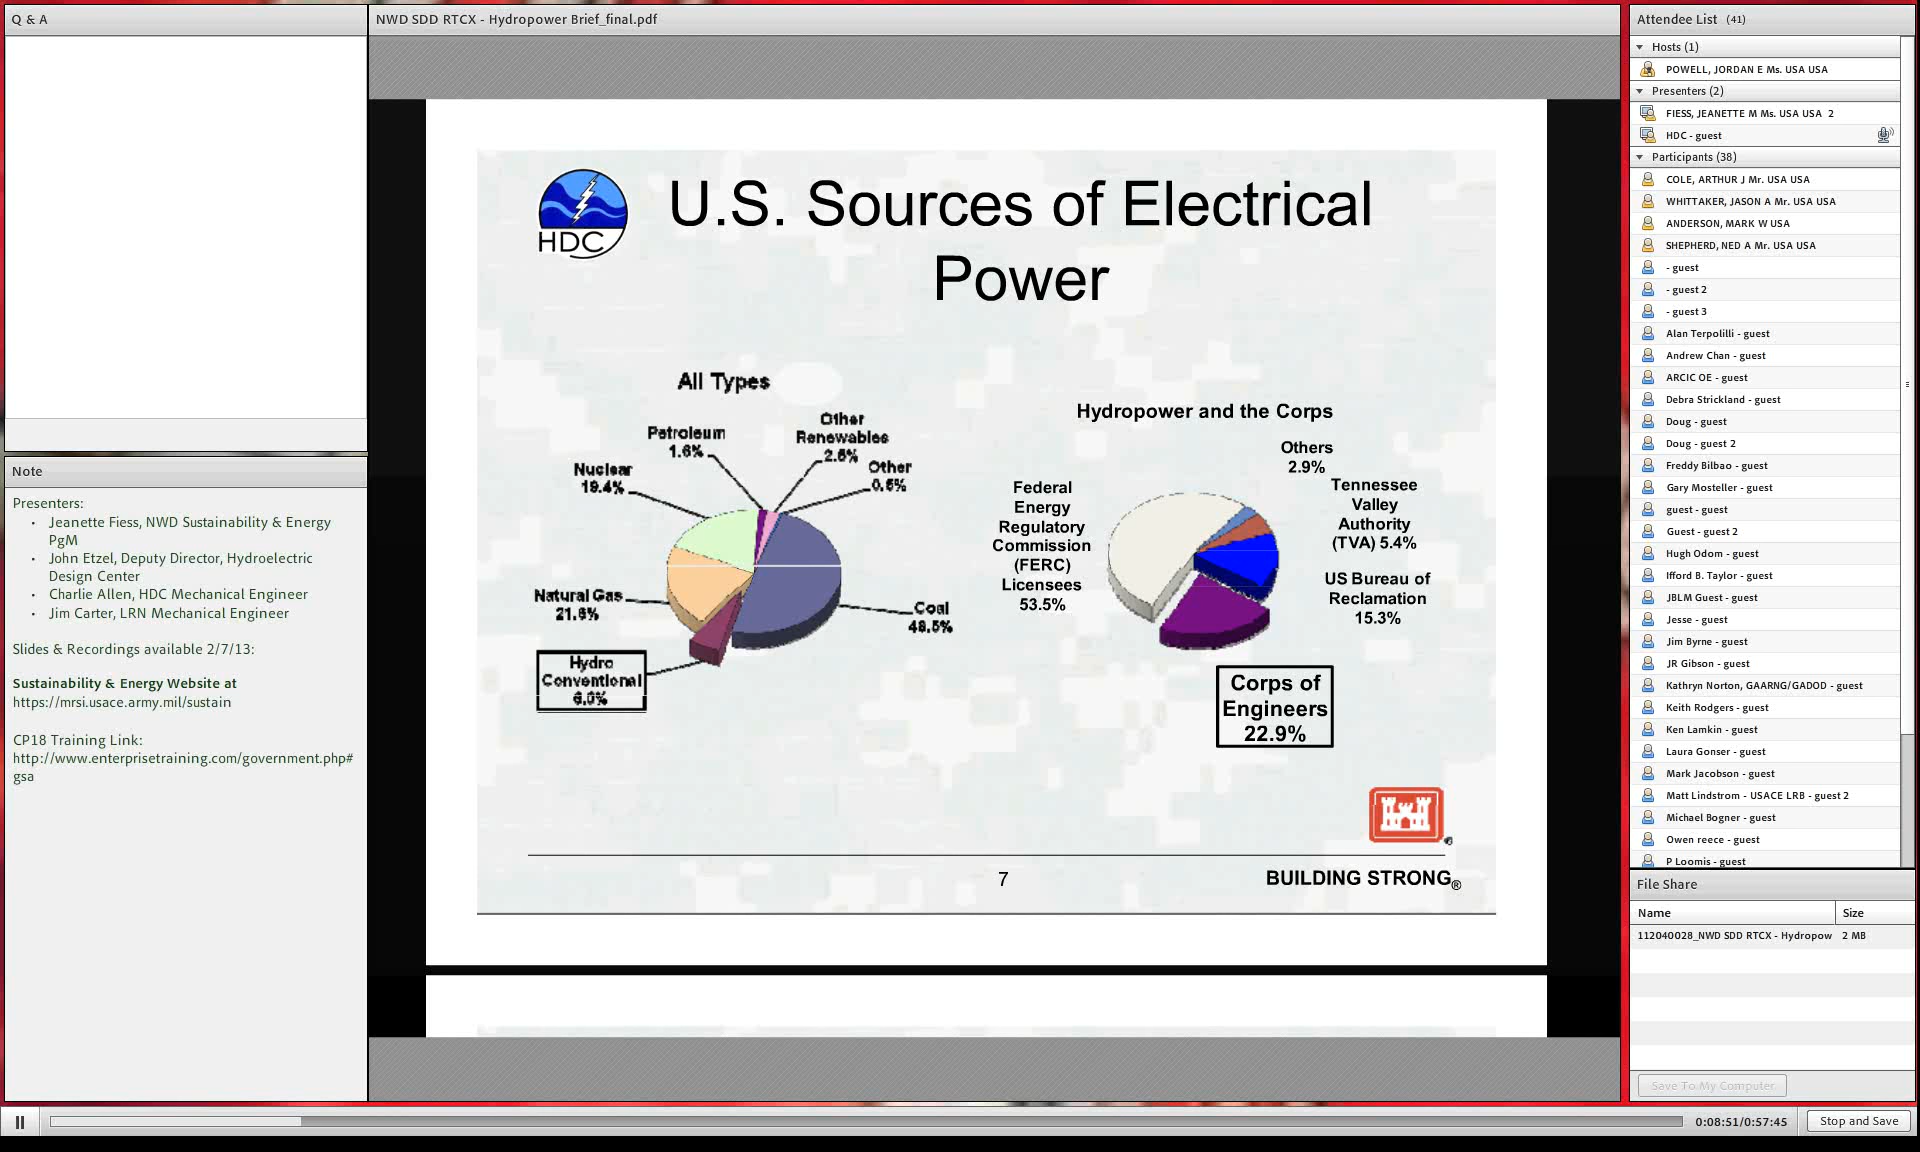 Q & A
NWD SDD RTCX - Hydropower Brief_final.pdf
HDC
U.S. Sources of Electrical
Power
All Types
Petroleum
1.6%
Other
Renewables
2.5%
Other
0.5%
Nuclear
19.4%
Natural Gas
21.6%
Coal
48.5%
Hydro
Conventional
6.0%
Hydropower and the Corps
Others
2.9%
Tennessee
Valley
Authority
(TVA) 5.4%
Federal
Energy
Regulatory
Commission
(FERC)
Licensees
53.5%
US Bureau of
Reclamation
15.3%
Corps of
Engineers
22.9%
7
BUILDING STRONG®
Note
Presenters:
• Jeanette Fiess, NWD Sustainability & Energy
PgM
• John Etzel, Deputy Director, Hydroelectric
Design Center
• Charlie Allen, HDC Mechanical Engineer
• Jim Carter, LRN Mechanical Engineer
Slides & Recordings available 2/7/13:
Sustainability & Energy Website at
https://mrsi.usace.army.mil/sustain
CP18 Training Link:
http://www.enterprisetraining.com/government.php#
gsa
Attendee List (41)
Hosts (1)
POWELL, JORDAN E Ms. USA USA
Presenters (2)
FIESS, JEANETTE M Ms. USA USA 2
HDC - guest
Participants (38)
COLE, ARTHUR J Mr. USA USA
WHITTAKER, JASON A Mr. USA USA
ANDERSON, MARK W USA
SHEPHERD, NED A Mr. USA USA
- guest
- guest 2
- guest 3
Alan Terpolilli - guest
Andrew Chan - guest
ARCIC OE - guest
Debra Strickland - guest
Doug - guest
Doug - guest 2
Freddy Bilbao - guest
Gary Mosteller - guest
guest - guest
Guest - guest 2
Hugh Odom - guest
Ifford B. Taylor - guest
JBLM Guest - guest
Jesse - guest
Jim Byrne - guest
JR Gibson - guest
Kathryn Norton, GAARNG/GADOD - guest
Keith Rodgers - guest
Ken Lamkin - guest
Laura Gonser - guest
Mark Jacobson - guest
Matt Lindstrom - USACE LRB - guest 2
Michael Bogner - guest
Owen reece - guest
P Loomis - guest
File Share
Name Size
112040028_NWD SDD RTCX - Hydropow 2 MB
Save To My Computer
0:08:51/0:57:45
Stop and Save